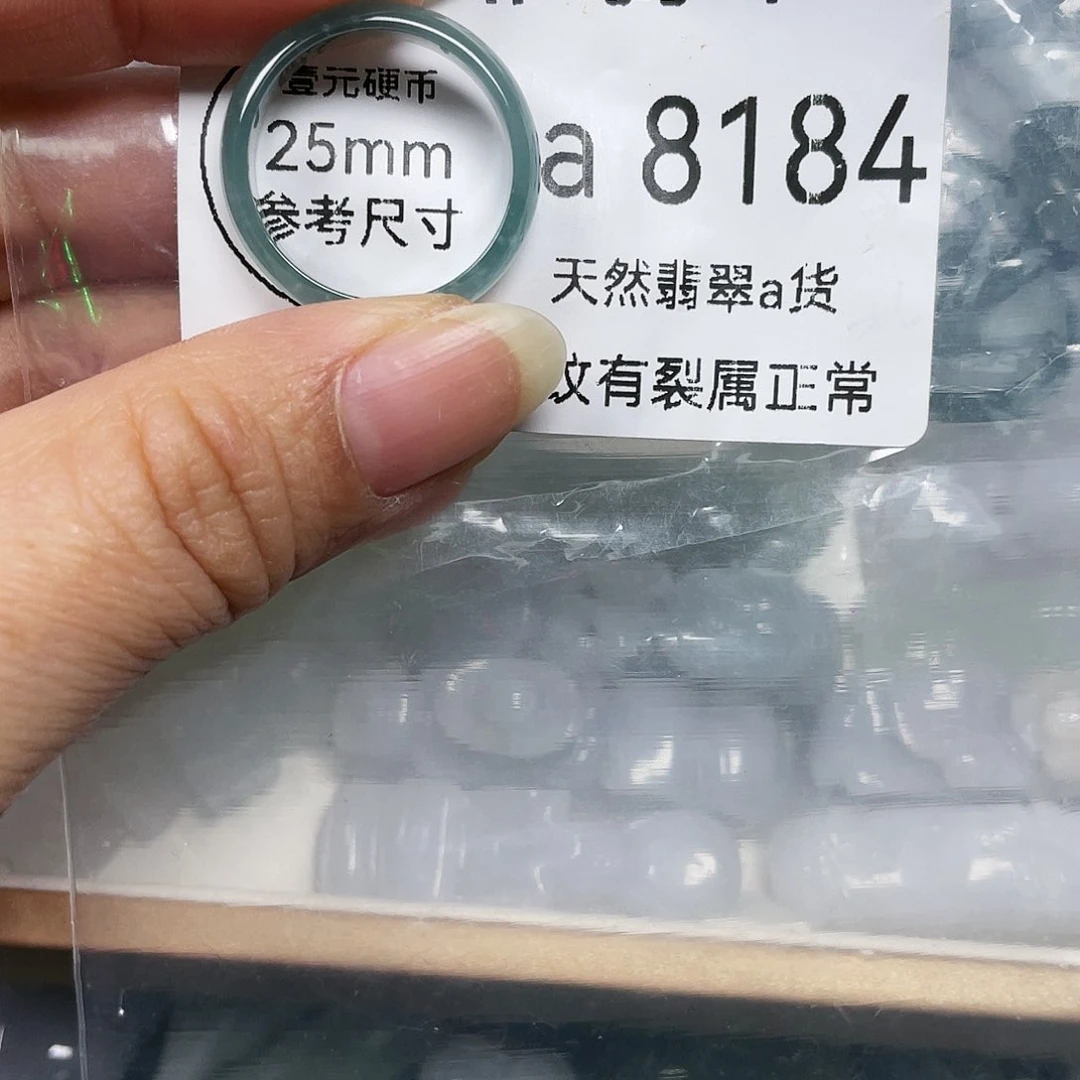 壹元硬币
25mm
参考尺寸
a 8184
天然翡翠a货
纹有裂属正常